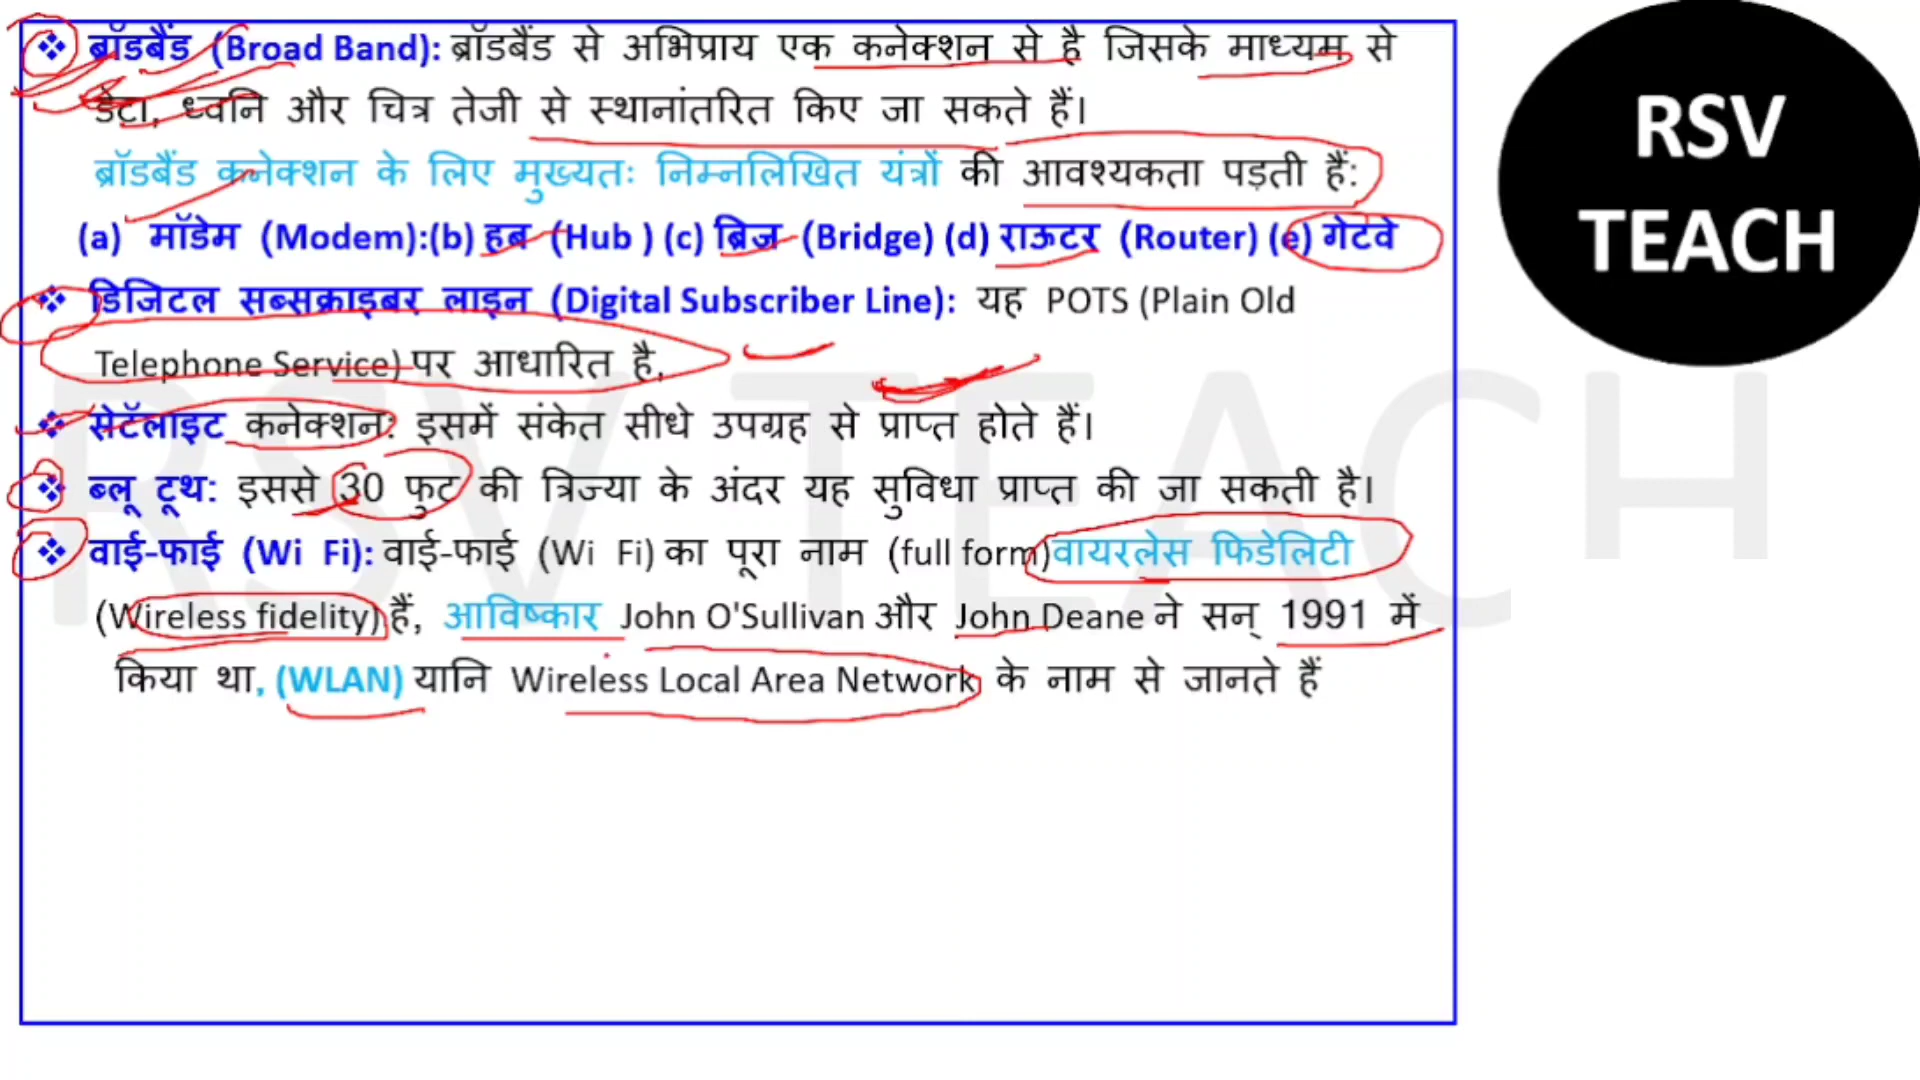 ❖ ब्रॉडबैंड (Broad Band): ब्रॉडबैंड से अभिप्राय एक कनेक्शन से है जिसके माध्यम से
डेटा, ध्वनि और चित्र तेजी से स्थानांतरित किए जा सकते हैं।
ब्रॉडबैंड कनेक्शन के लिए मुख्यतः निम्नलिखित यंत्रों की आवश्यकता पड़ती हैं:
(a) मॉडेम (Modem):(b) हब (Hub ) (c) ब्रिज (Bridge) (d) राऊटर (Router) (e) गेटवे
❖ डिजिटल सब्सक्राइबर लाइन (Digital Subscriber Line): यह POTS (Plain Old
Telephone Service) पर आधारित है,
❖ सेटॅलाइट कनेक्शन: इसमें संकेत सीधे उपग्रह से प्राप्त होते हैं।
❖ ब्लू टूथ: इससे 30 फुट की त्रिज्या के अंदर यह सुविधा प्राप्त की जा सकती है।
❖ वाई-फाई (Wi Fi): वाई-फाई (Wi Fi) का पूरा नाम (full form)वायरलेस फिडेलिटी
(Wireless fidelity) हैं, आविष्कार John O'Sullivan और John Deane ने सन् 1991 में
किया था, (WLAN) यानि Wireless Local Area Network के नाम से जानते हैं
RSV
TEACH
RSV TEACH